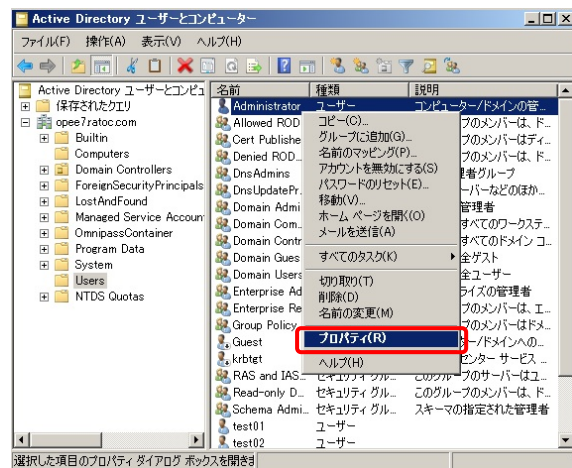 Active Directory ユーザーとコンピューター
ファイル(F) 操作(A) 表示(V) ヘルプ(H)
Active Directory ユーザーとコンピュ
保存されたクエリ
opee7.ratoc.com
Builtin
Computers
Domain Controllers
ForeignSecurityPrincipals
LostAndFound
Managed Service Accoun
OmnipassContainer
Program Data
System
Users
NTDS Quotas
名前 種類 説明
Administrator ユーザー コンピューター/ドメインの管...
Allowed ROD プのメンバーは、ド...
Cert Publishe プのメンバーはディ...
Denied ROD... プのメンバーは、ド...
DnsAdmins 理者グループ
DnsUpdatePr. ーバーなどのほか...
Domain Admi 管理者
Domain Com. すべてのワークステ...
Domain Contr すべてのドメイン コ...
Domain Gues 全ゲスト
Domain Users 全ユーザー
Enterprise Ad ライズの管理者
Enterprise Re プのメンバーは、エ...
Group Policy プのメンバーはドメ...
Guest ター/ドメインへの...
krbtgt センター サービス ...
RAS and IAS... セキュリティ グル... このグループのサーバーはユ...
Read-only D... セキュリティ グル... このグループのメンバーは、ド...
Schema Admi... セキュリティ グル... スキーマの指定された管理者
test01 ユーザー
test02 ユーザー
コピー(C)...
グループに追加(G)...
名前のマッピング(P)...
アカウントを無効にする(S)
パスワードのリセット(E)...
移動(V)...
ホーム ページを開く(O)
メールを送信(A)
すべてのタスク(K)
切り取り(T)
削除(D)
名前の変更(M)
プロパティ(R)
ヘルプ(H)
選択した項目のプロパティ ダイアログ ボックスを開きま